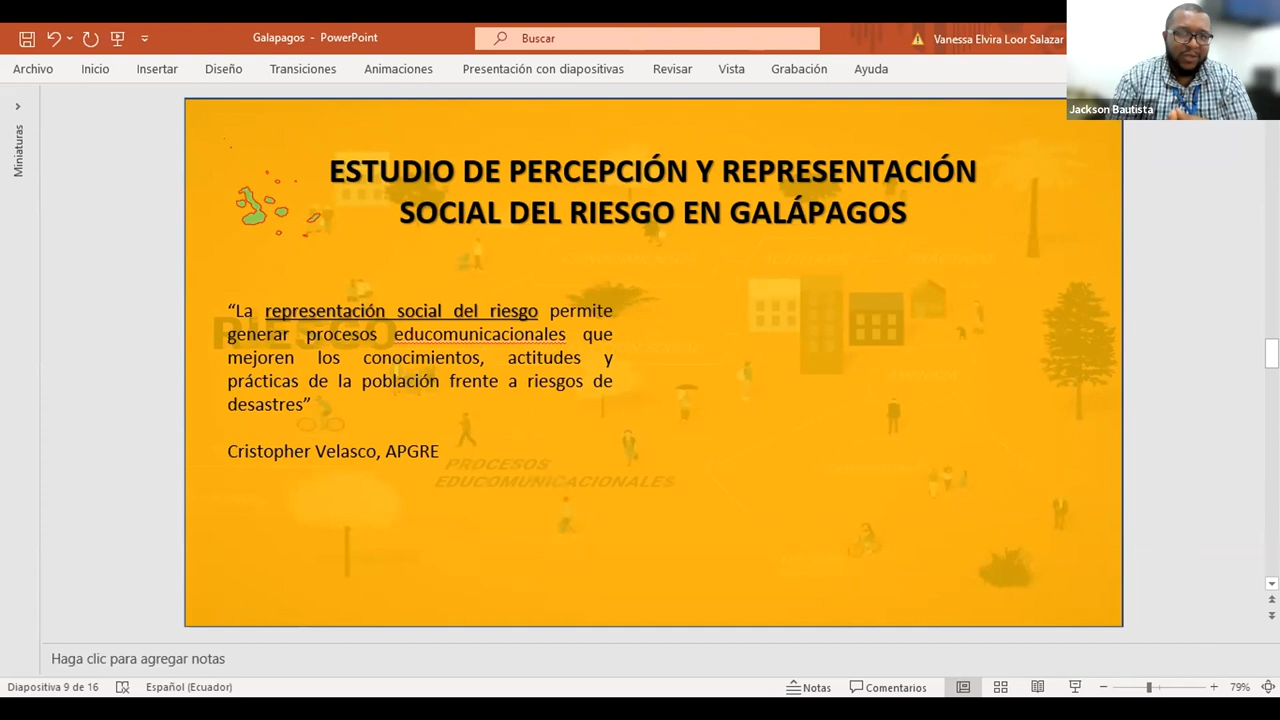 Galapagos - PowerPoint
Buscar
Vanessa Elvira Loor Salazar
Archivo Inicio Insertar Diseño Transiciones Animaciones Presentación con diapositivas Revisar Vista Grabación Ayuda
Jackson Bautista
Miniaturas
ESTUDIO DE PERCEPCIÓN Y REPRESENTACIÓN
SOCIAL DEL RIESGO EN GALÁPAGOS
“La representación social del riesgo permite
generar procesos educomunicacionales que
mejoren los conocimientos, actitudes y
prácticas de la población frente a riesgos de
desastres”
Cristopher Velasco, APGRE
RIESGO
PROCESOS
EDUCOMUNICACIONALES
Haga clic para agregar notas
Diapositiva 9 de 16 Español (Ecuador) Notas Comentarios 79%